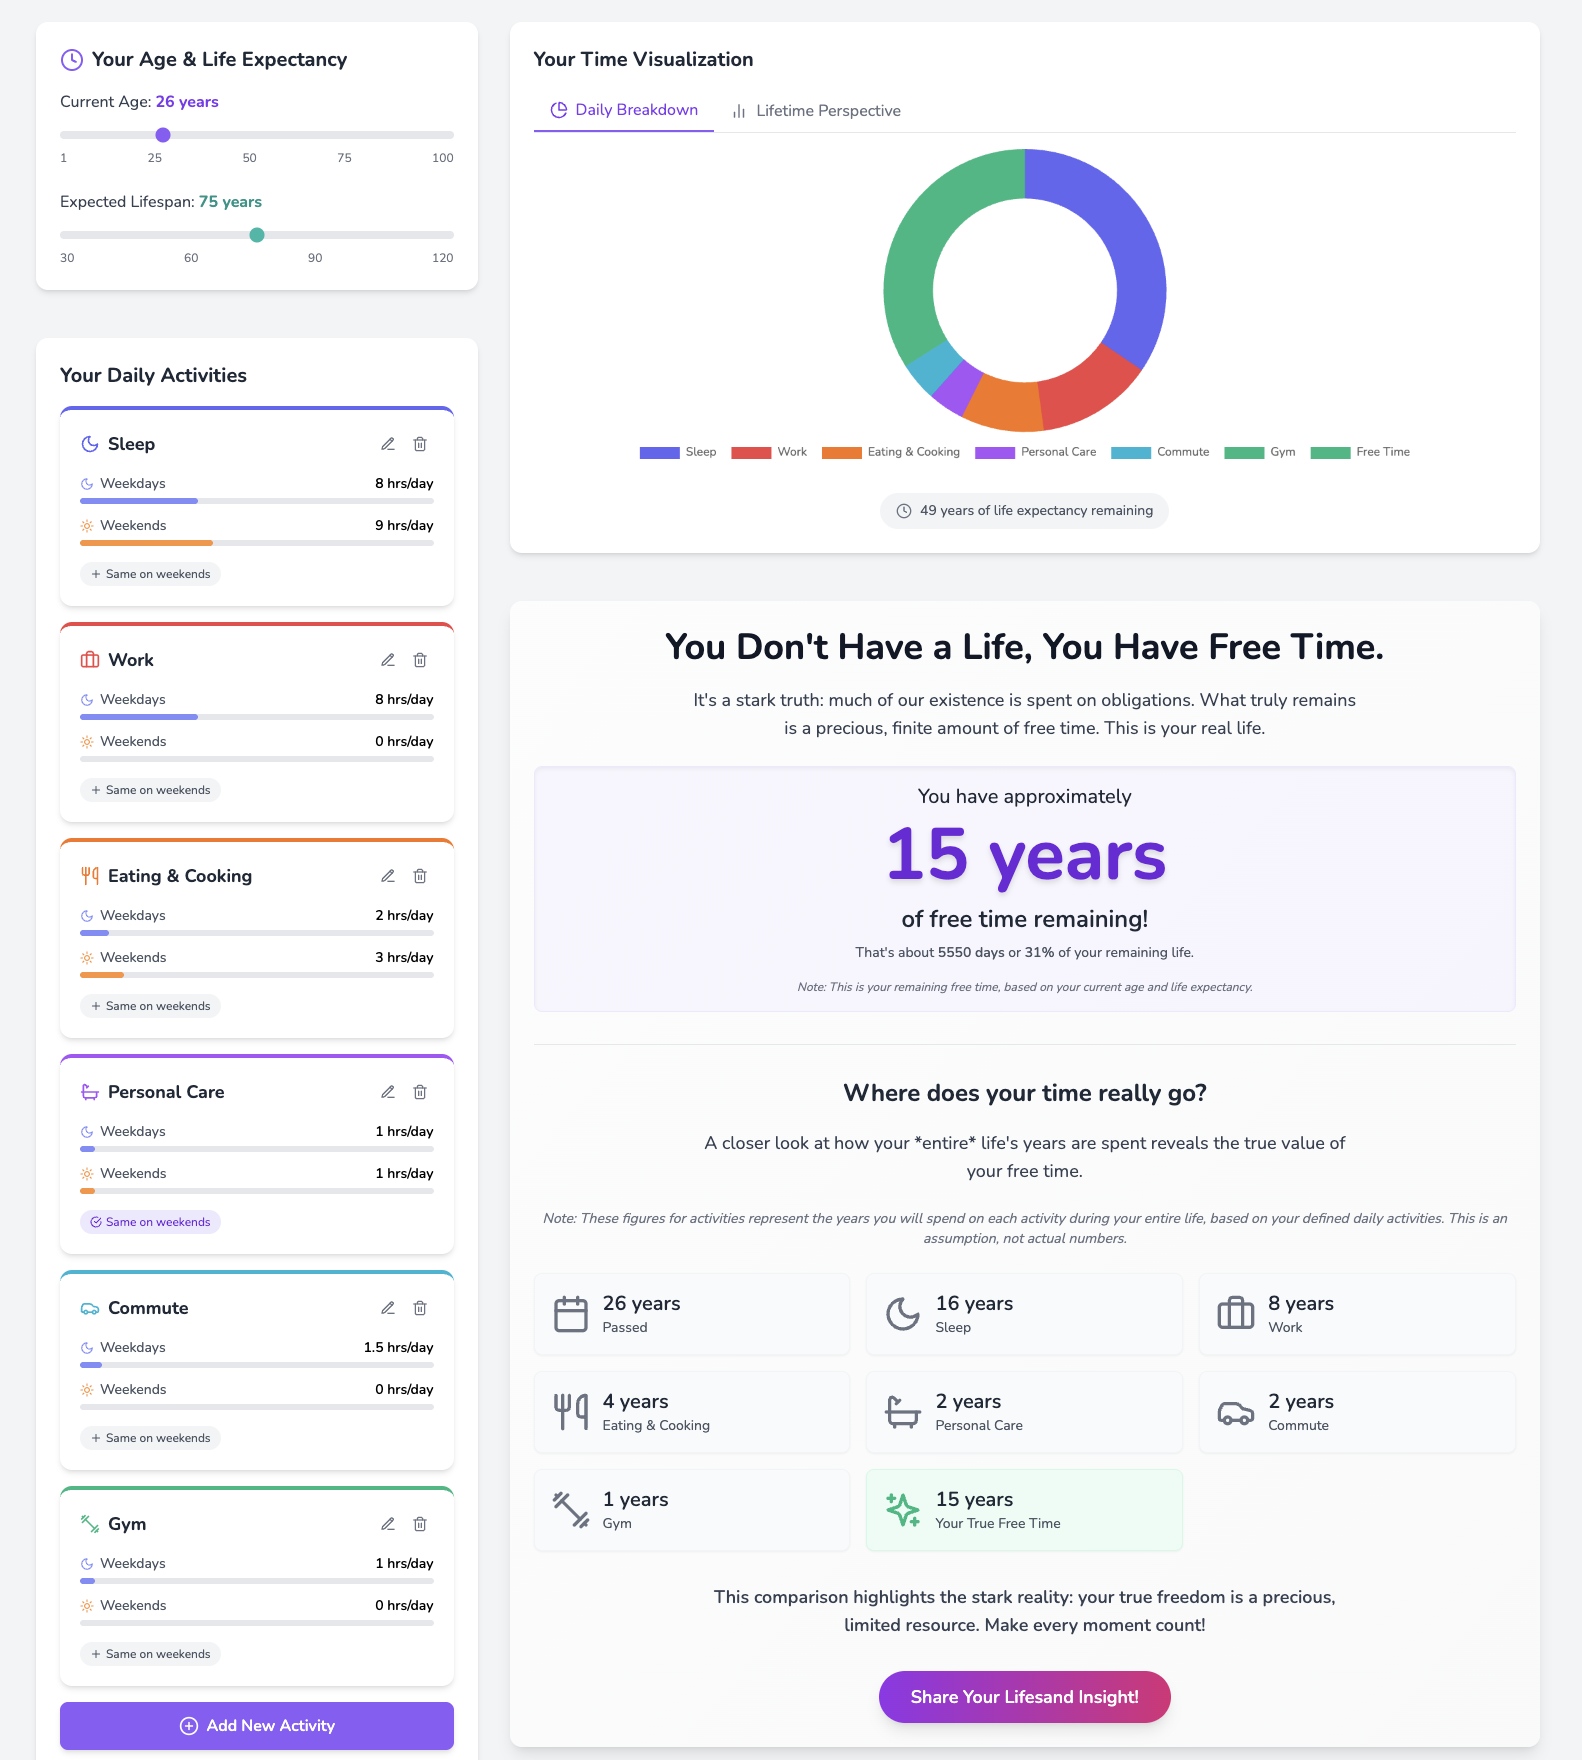 Your Age & Life Expectancy
Current Age: 26 years
1 25 50 75 100
Expected Lifespan: 75 years
30 60 90 120
Your Daily Activities
Sleep
Weekdays 8 hrs/day
Weekends 9 hrs/day
Same on weekends
Work
Weekdays 8 hrs/day
Weekends 0 hrs/day
Same on weekends
Eating & Cooking
Weekdays 2 hrs/day
Weekends 3 hrs/day
Same on weekends
Personal Care
Weekdays 1 hrs/day
Weekends 1 hrs/day
Same on weekends
Commute
Weekdays 1.5 hrs/day
Weekends 0 hrs/day
Same on weekends
Gym
Weekdays 1 hrs/day
Weekends 0 hrs/day
Same on weekends
Add New Activity
Your Time Visualization
Daily Breakdown Lifetime Perspective
Sleep Work Eating & Cooking Personal Care Commute Gym Free Time
49 years of life expectancy remaining
You Don't Have a Life, You Have Free Time.
It's a stark truth: much of our existence is spent on obligations. What truly remains
is a precious, finite amount of free time. This is your real life.
You have approximately
15 years
of free time remaining!
That's about 5550 days or 31% of your remaining life.
Note: This is your remaining free time, based on your current age and life expectancy.
Where does your time really go?
A closer look at how your *entire* life's years are spent reveals the true value of
your free time.
Note: These figures for activities represent the years you will spend on each activity during your entire life, based on your defined daily activities. This is an
assumption, not actual numbers.
26 years
Passed
16 years
Sleep
8 years
Work
4 years
Eating & Cooking
2 years
Personal Care
2 years
Commute
1 years
Gym
15 years
Your True Free Time
This comparison highlights the stark reality: your true freedom is a precious,
limited resource. Make every moment count!
Share Your Lifesand Insight!